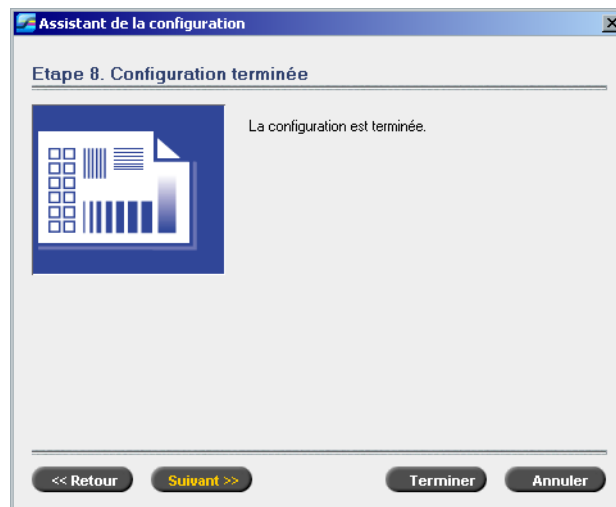 Assistant de la configuration
Etape 8. Configuration terminée
La configuration est terminée.
<< Retour
Suivant >>
Terminer
Annuler